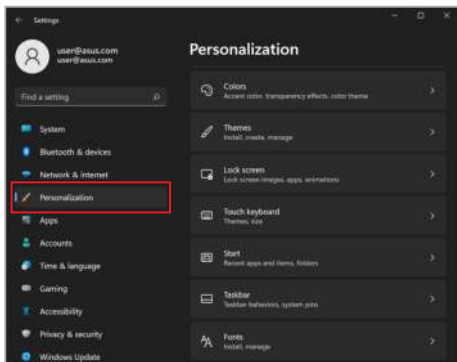 Settings
user@asus.com
user@asus.com
Find a setting
System
Bluetooth & devices
Network & internet
Personalization
Apps
Accounts
Time & language
Gaming
Accessibility
Privacy & security
Windows Update
Personalization
Colors
Accent color, transparency effects, color theme
Themes
Install, create, manage
Lock screen
Lock screen images, apps, animations
Touch keyboard
Themes, size
Start
Recent apps and items, folders
Taskbar
Taskbar behaviors, system pins
Fonts
Install, manage